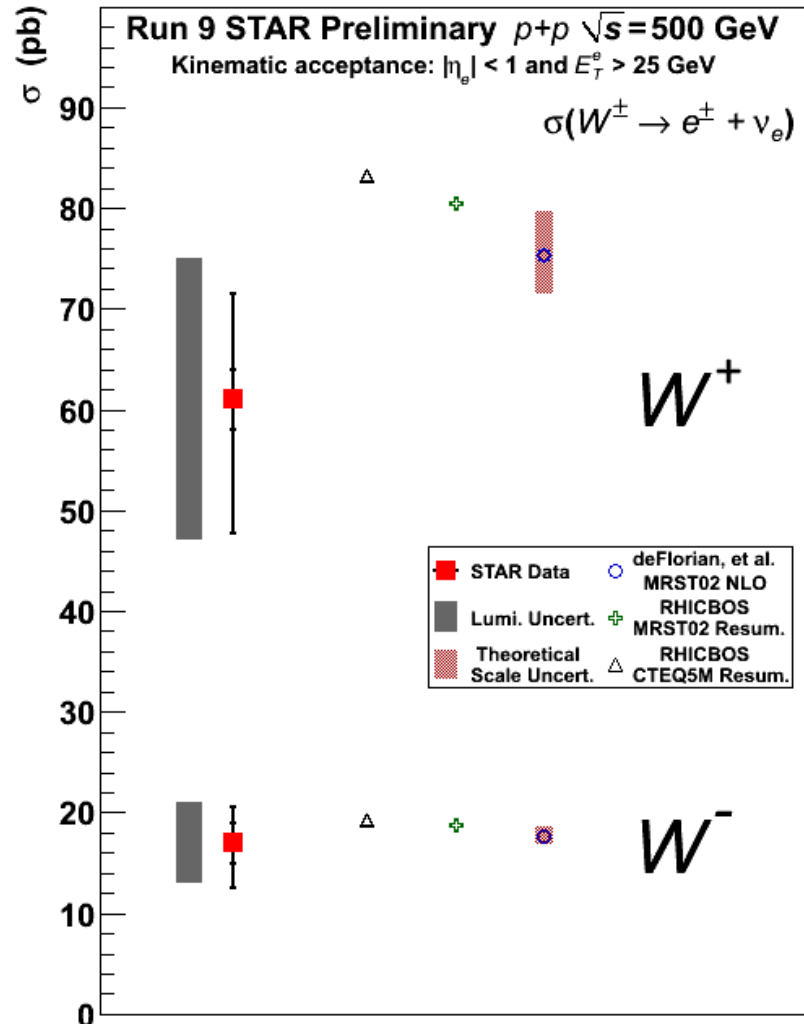 Run 9 STAR Preliminary p+p √s = 500 GeV
Kinematic acceptance: |ηe| < 1 and E_T^e > 25 GeV
σ (pb)
σ(W± → e± + νe)
90
80
70
60
50
40
30
20
10
0
W+
STAR Data
Lumi. Uncert.
Theoretical
Scale Uncert.
deFlorian, et al.
MRST02 NLO
RHICBOS
MRST02 Resum.
RHICBOS
CTEQ5M Resum.
W-